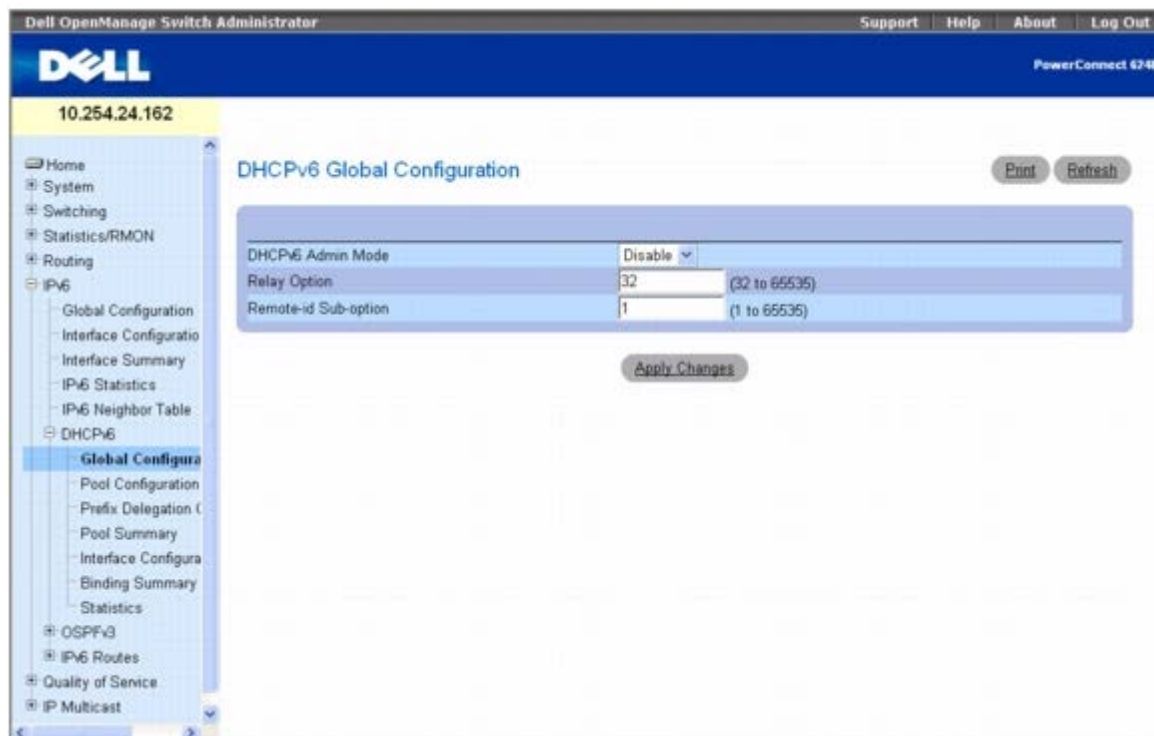 Dell OpenManage Switch Administrator
Support Help About Log Out
DELL
PowerConnect 624
10.254.24.162
Home
System
Switching
Statistics/RMON
Routing
IPv6
Global Configuration
Interface Configuratio
Interface Summary
IPv6 Statistics
IPv6 Neighbor Table
DHCPv6
Global Configura
Pool Configuration
Prefix Delegation C
Pool Summary
Interface Configura
Binding Summary
Statistics
OSPFv3
IPv6 Routes
Quality of Service
IP Multicast
DHCPv6 Global Configuration
Print Refresh
DHCPv6 Admin Mode Disable
Relay Option 32 (32 to 65535)
Remote-id Sub-option 1 (1 to 65535)
Apply Changes